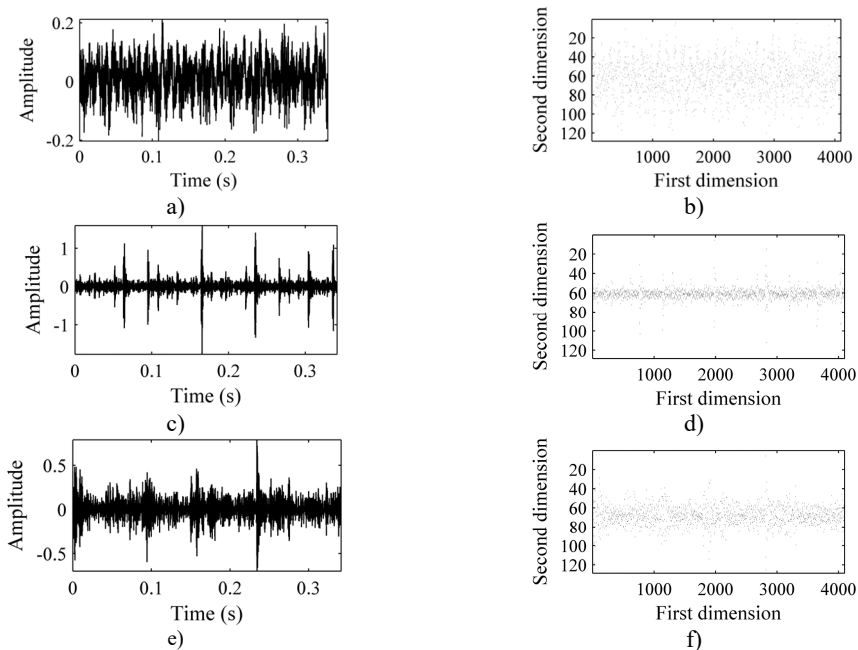 0.2
0
-0.2
Amplitude
0 0.1 0.2 0.3
Time (s)
a)
20
40
60
80
100
120
Second dimension
1000 2000 3000 4000
First dimension
b)
1
0
-1
Amplitude
0 0.1 0.2 0.3
Time (s)
c)
20
40
60
80
100
120
Second dimension
1000 2000 3000 4000
First dimension
d)
0.5
0
-0.5
Amplitude
0 0.1 0.2 0.3
Time (s)
e)
20
40
60
80
100
120
Second dimension
1000 2000 3000 4000
First dimension
f)